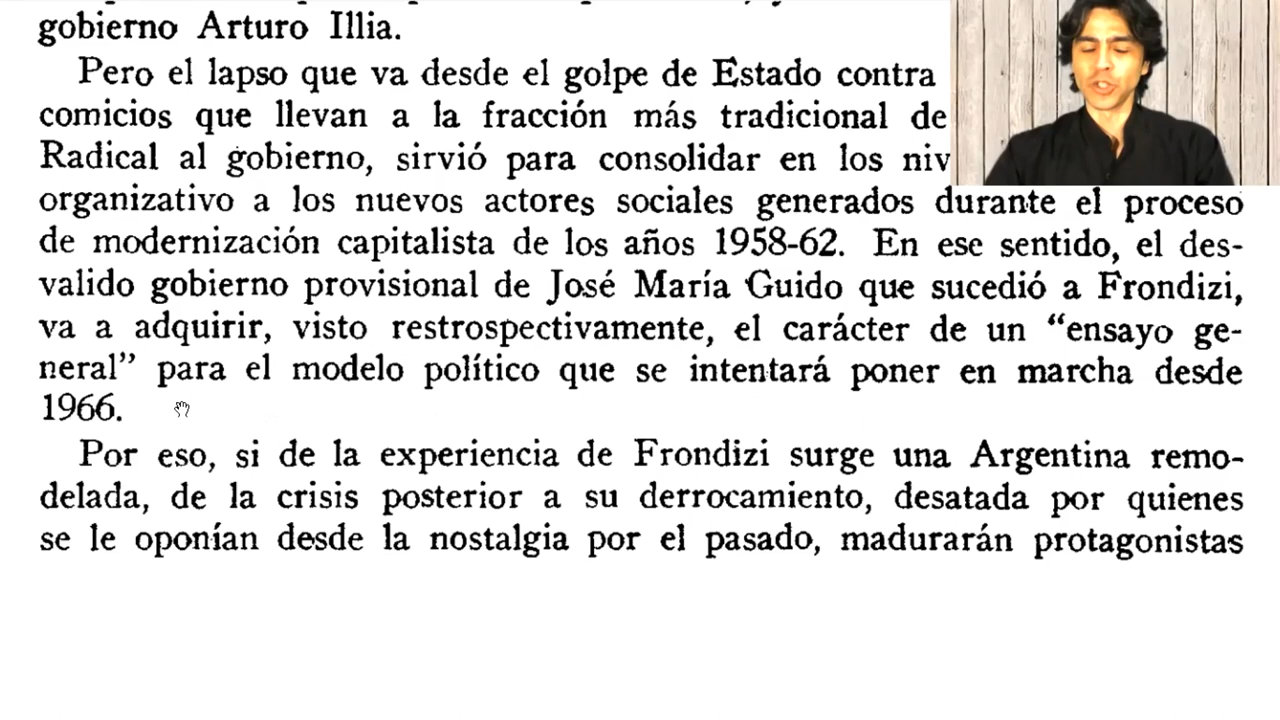 gobierno Arturo Illia.
Pero el lapso que va desde el golpe de Estado contra
comicios que llevan a la fracción más tradicional de
Radical al gobierno, sirvió para consolidar en los niv
organizativo a los nuevos actores sociales generados durante el proceso
de modernización capitalista de los años 1958-62. En ese sentido, el des-
valido gobierno provisional de José María Guido que sucedió a Frondizi,
va a adquirir, visto restrospectivamente, el carácter de un “ensayo ge-
neral” para el modelo político que se intentará poner en marcha desde
1966.
Por eso, si de la experiencia de Frondizi surge una Argentina remo-
delada, de la crisis posterior a su derrocamiento, desatada por quienes
se le oponían desde la nostalgia por el pasado, madurarán protagonistas